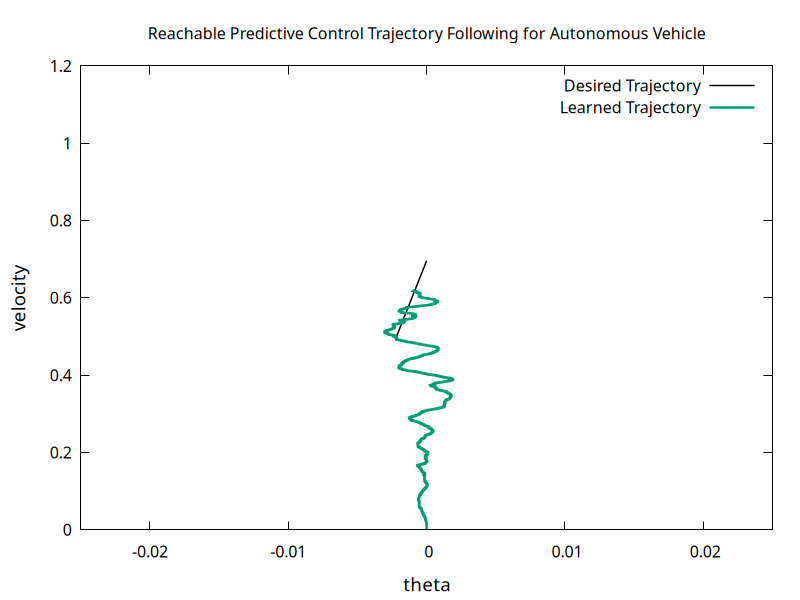 Reachable Predictive Control Trajectory Following for Autonomous Vehicle
Desired Trajectory
Learned Trajectory
velocity
1.2
1
0.8
0.6
0.4
0.2
0
-0.02 -0.01 0 0.01 0.02
theta